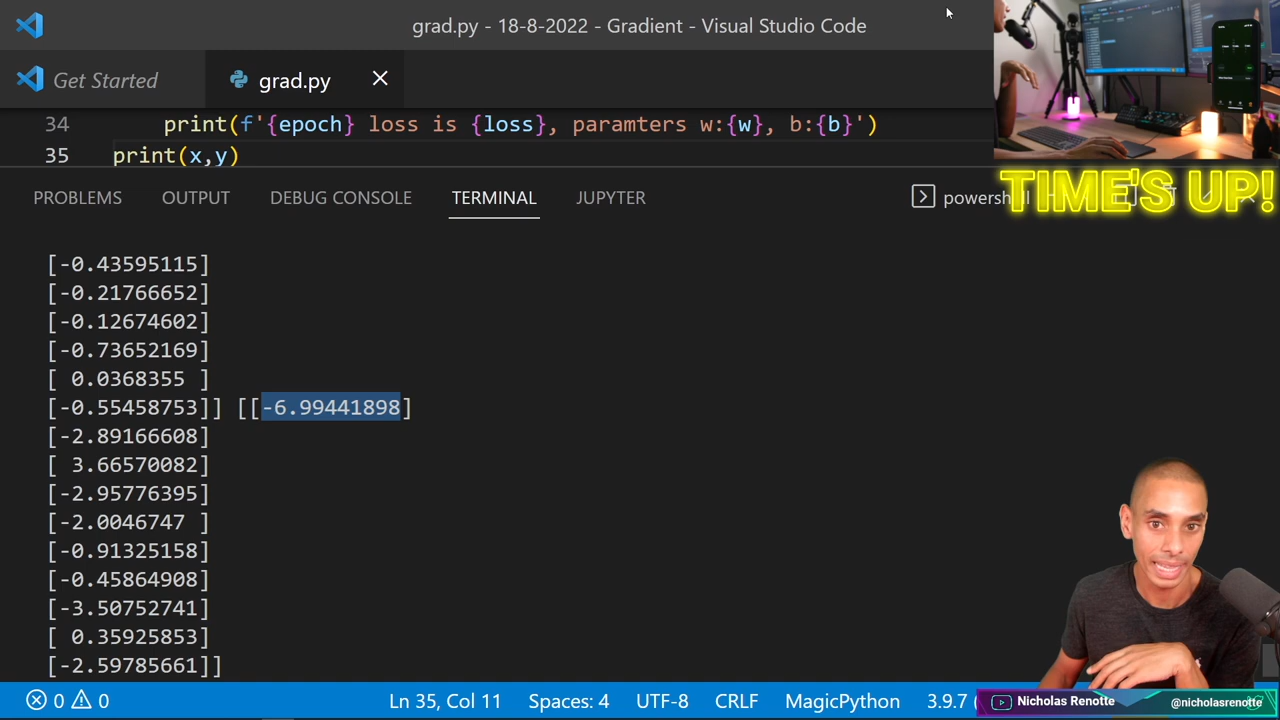 grad.py - 18-8-2022 - Gradient - Visual Studio Code
Get Started
grad.py
34 print(f'{epoch} loss is {loss}, paramters w:{w}, b:{b}')
35 print(x,y)
TIME'S UP!
PROBLEMS OUTPUT DEBUG CONSOLE TERMINAL JUPYTER
[-0.43595115]
[-0.21766652]
[-0.12674602]
[-0.73652169]
[ 0.0368355 ]
[-0.55458753]] [[-6.99441898]
[-2.89166608]
[ 3.66570082]
[-2.95776395]
[-2.0046747 ]
[-0.91325158]
[-0.45864908]
[-3.50752741]
[ 0.35925853]
[-2.59785661]]
0 0 Ln 35, Col 11 Spaces: 4 UTF-8 CRLF MagicPython 3.9.7
Nicholas Renotte @nicholasrenotte